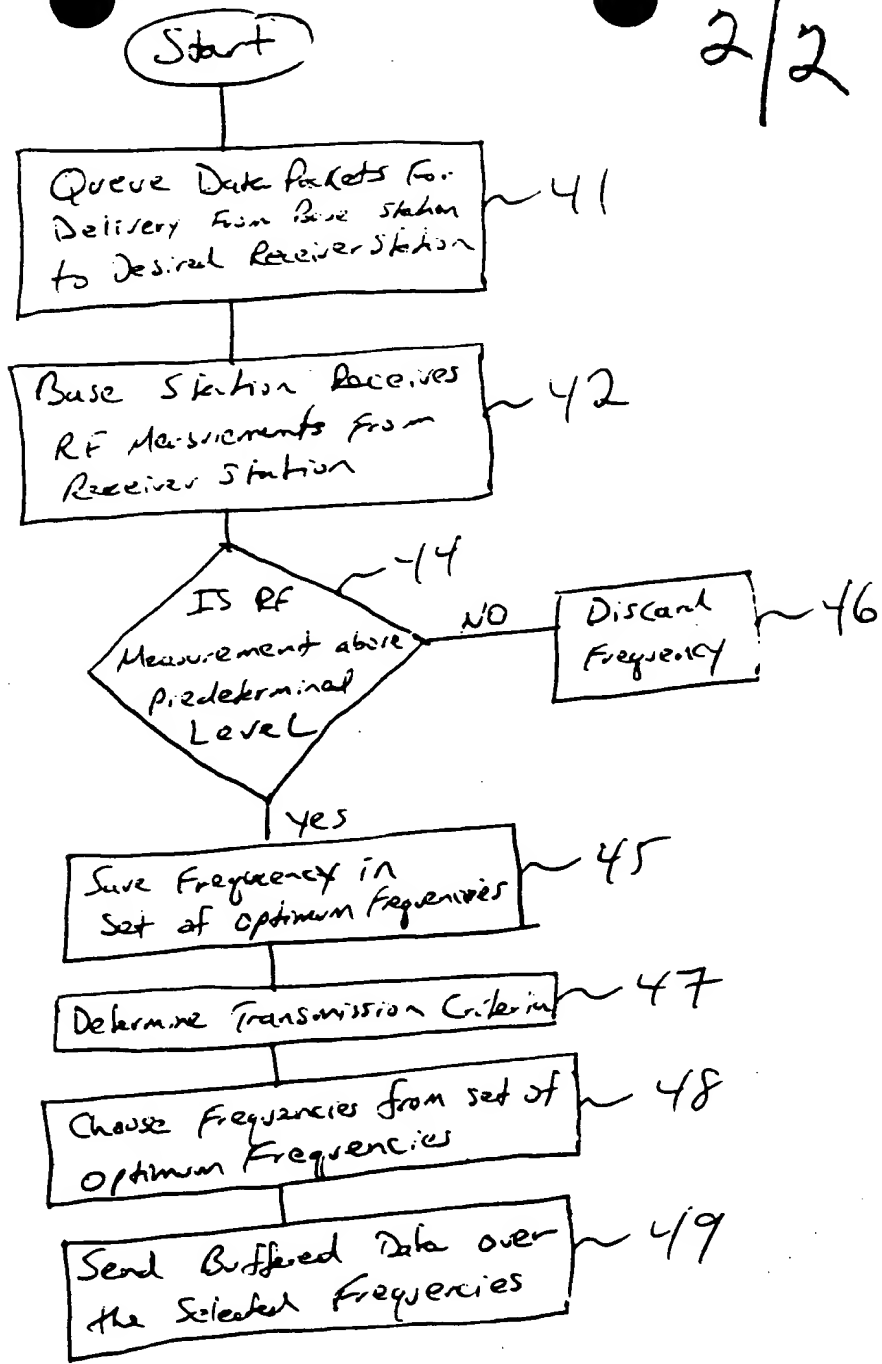 2/2
Start
Queue Data Packets For
Delivery From Base Station
to Desired Receiver Station
41
Base Station Receives
RF Measurements From
Receiver Station
42
IS RF
Measurement above
Predetermined
Level
44
NO
Discard
Frequency
46
yes
Save Frequency in
Set of Optimum Frequencies
45
Determine Transmission Criteria
47
Choose Frequencies from set of
Optimum Frequencies
48
Send Buffered Data over
the Selected Frequencies
49